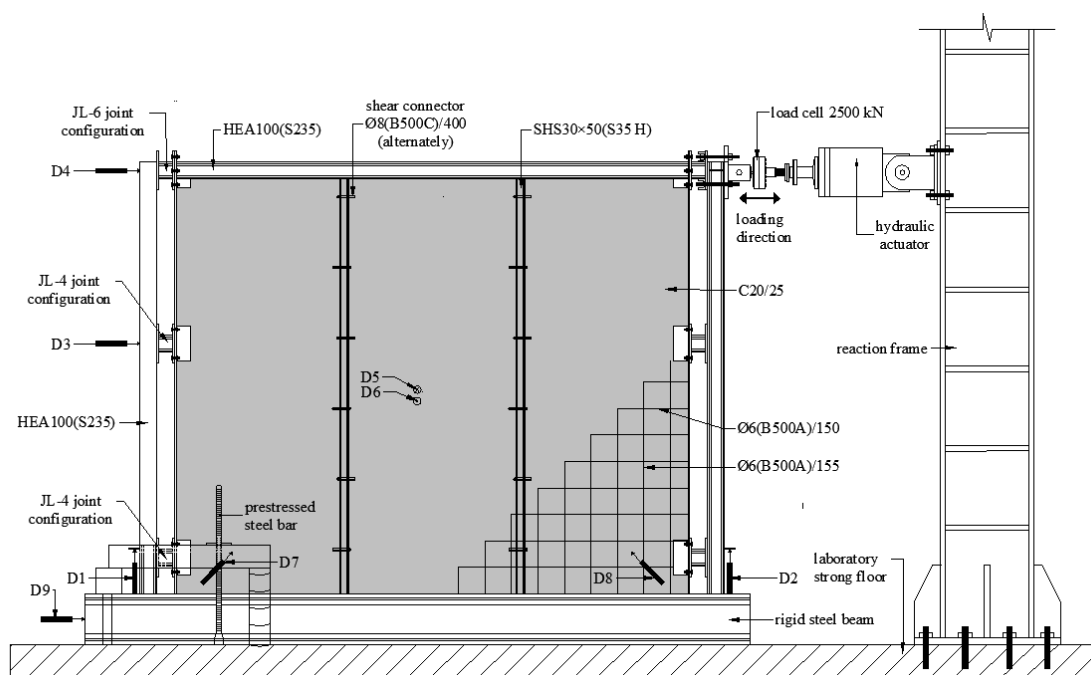 shear connector
Ø8(B500C)/400
(alternately)
JL-6 joint
configuration
HEA100(S235)
SHS30×50(S35 H)
load cell 2500 kN
D4
loading
direction
hydraulic
actuator
JL-4 joint
configuration
C20/25
D3
reaction frame
D5
D6
HEA100(S235)
Ø6(B500A)/150
Ø6(B500A)/155
JL-4 joint
configuration
prestressed
steel bar
D7
D1
D8
D2
laboratory
strong floor
D9
rigid steel beam